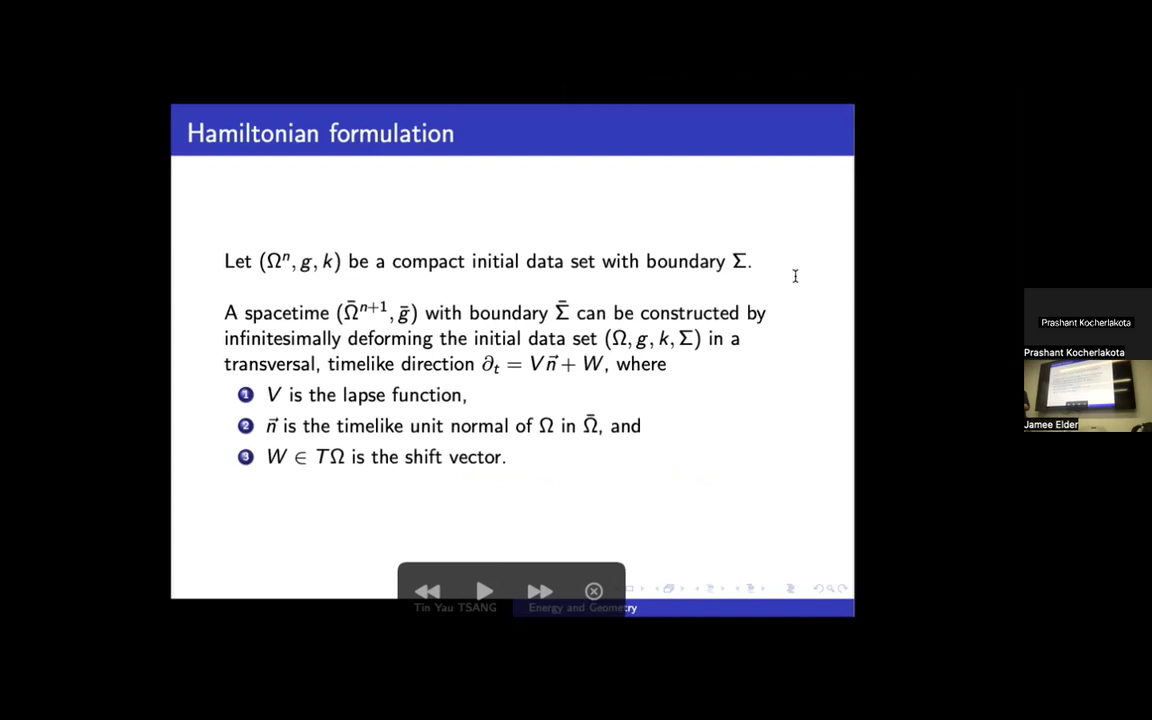 Hamiltonian formulation
Let (Ωⁿ, g, k) be a compact initial data set with boundary Σ.
A spacetime (Ω̄ⁿ⁺¹, ḡ) with boundary Σ̄ can be constructed by
infinitesimally deforming the initial data set (Ω, g, k, Σ) in a
transversal, timelike direction ∂ₜ = Vn⃗ + W, where
1 V is the lapse function,
2 n⃗ is the timelike unit normal of Ω in Ω̄, and
3 W ∈ TΩ is the shift vector.
Tin Yau TSANG Energy and Geometry
Prashant Kocherlakota
Prashant Kocherlakota
Jamee Elder